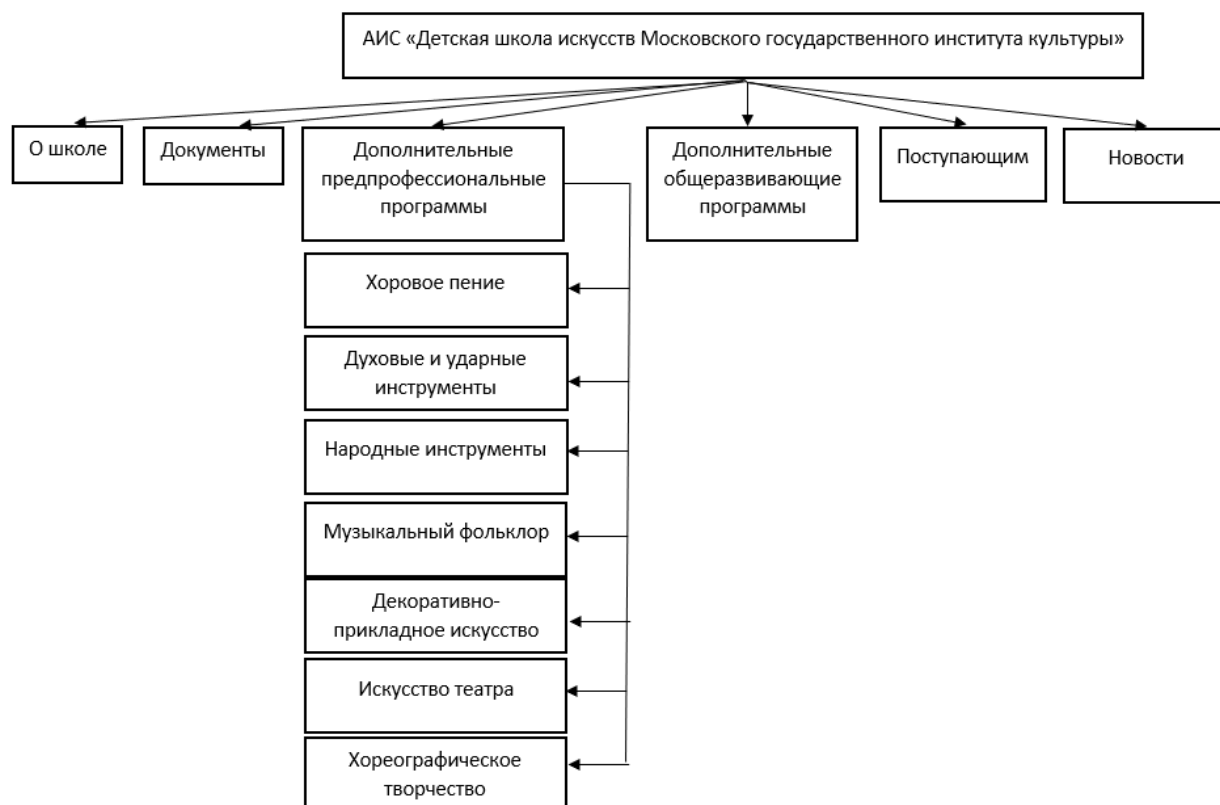 АИС «Детская школа искусств Московского государственного института культуры»
О школе
Документы
Дополнительные
предпрофессиональные
программы
Дополнительные
общеразвивающие
программы
Поступающим
Новости
Хоровое пение
Духовые и ударные
инструменты
Народные инструменты
Музыкальный фольклор
Декоративно-
прикладное искусство
Искусство театра
Хореографическое
творчество